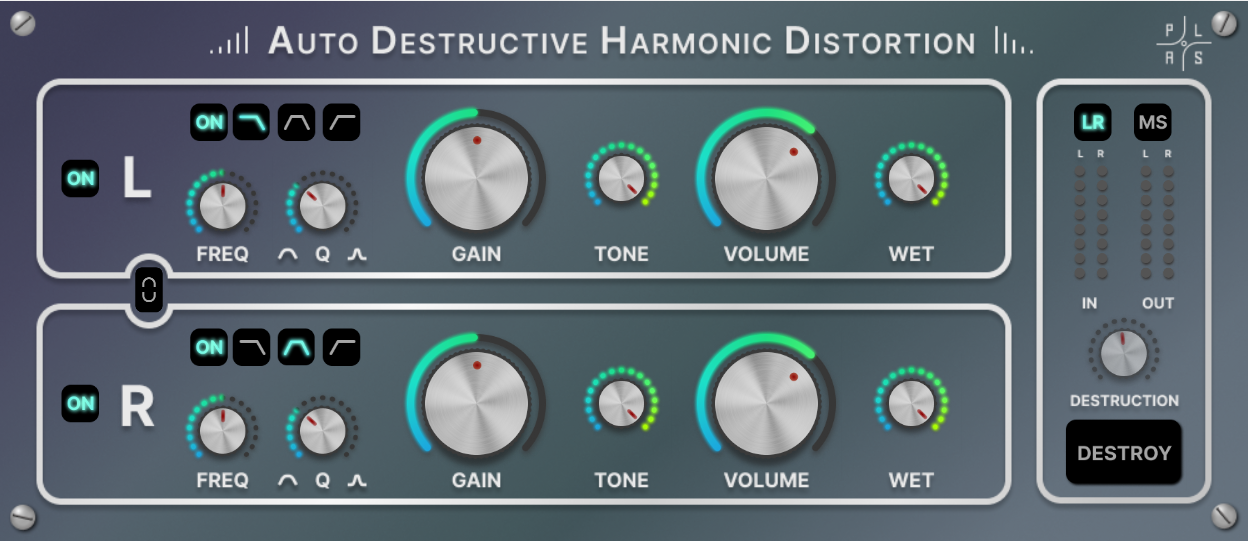 AUTO DESTRUCTIVE HARMONIC DISTORTION
P L
A S
ON
ON L
FREQ Q GAIN TONE VOLUME WET
ON
ON R
FREQ Q GAIN TONE VOLUME WET
LR MS
L R L R
IN OUT
DESTRUCTION
DESTROY